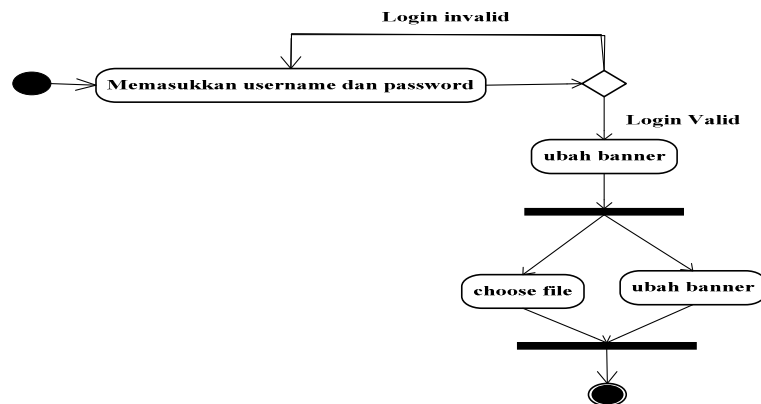 Login invalid
Memasukkan username dan password
Login Valid
ubah banner
choose file
ubah banner